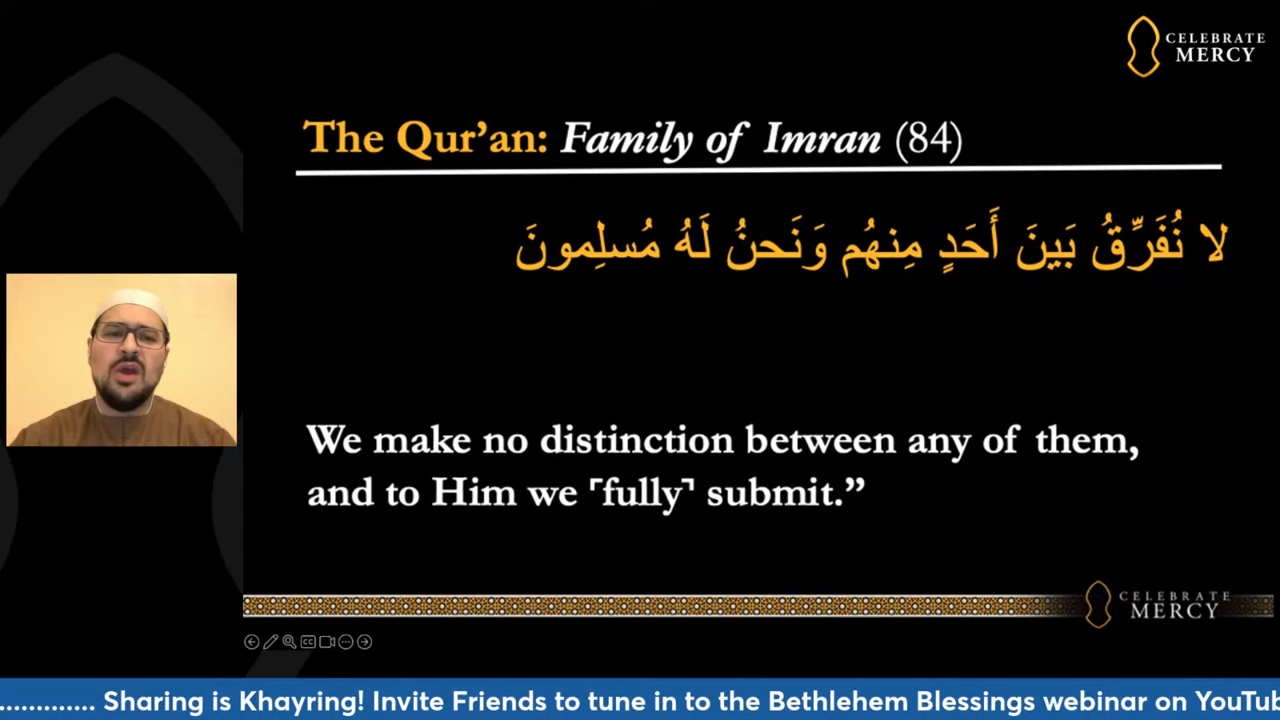 CELEBRATE
MERCY
The Qur’an: Family of Imran (84)
لا نُفَرِّقُ بَينَ أَحَدٍ مِنهُم وَنَحنُ لَهُ مُسلِمونَ
We make no distinction between any of them,
and to Him we ⸢fully⸣ submit.”
CELEBRATE
MERCY
............. Sharing is Khayring! Invite Friends to tune in to the Bethlehem Blessings webinar on YouTub